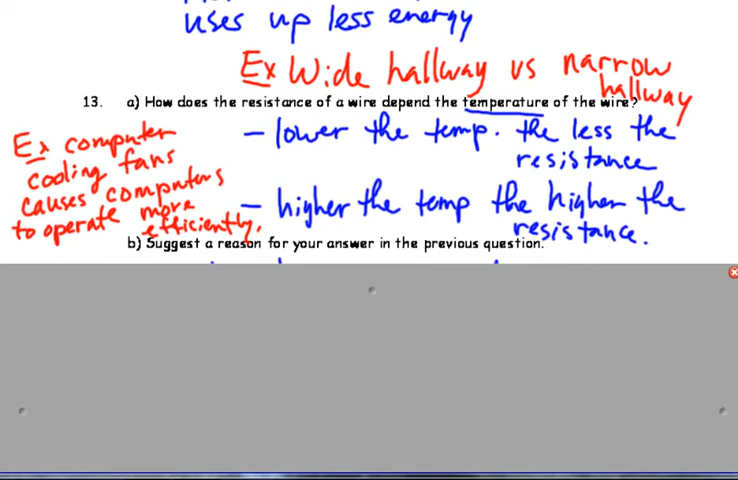 uses up less energy
Ex Wide hallway vs narrow
hallway
13. a) How does the resistance of a wire depend the temperature of the wire?
- lower the temp. the less the
resistance
Ex computer
cooling fans
causes computers
to operate more
efficiently.
- higher the temp the higher the
resistance.
b) Suggest a reason for your answer in the previous question.